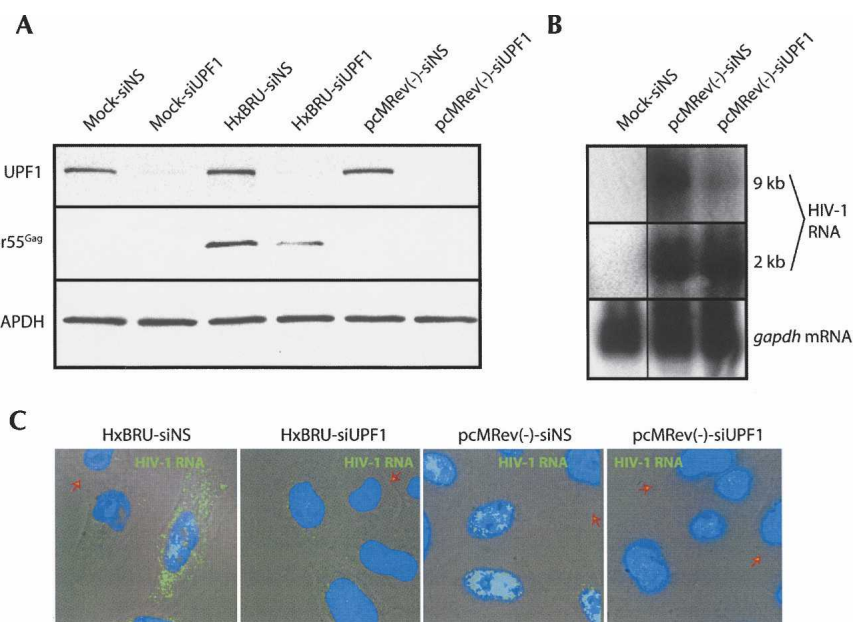 A
Mock-siNS
Mock-siUPF1
HxBRU-siNS
HxBRU-siUPF1
pcMRev(-)-siNS
pcMRev(-)-siUPF1
UPF1
r55Gag
APDH
B
Mock-siNS
pcMRev(-)-siNS
pcMRev(-)-siUPF1
9 kb
2 kb
HIV-1
RNA
gapdh mRNA
C
HxBRU-siNS
HxBRU-siUPF1
pcMRev(-)-siNS
pcMRev(-)-siUPF1
HIV-1 RNA
HIV-1 RNA
HIV-1 RNA
HIV-1 RNA